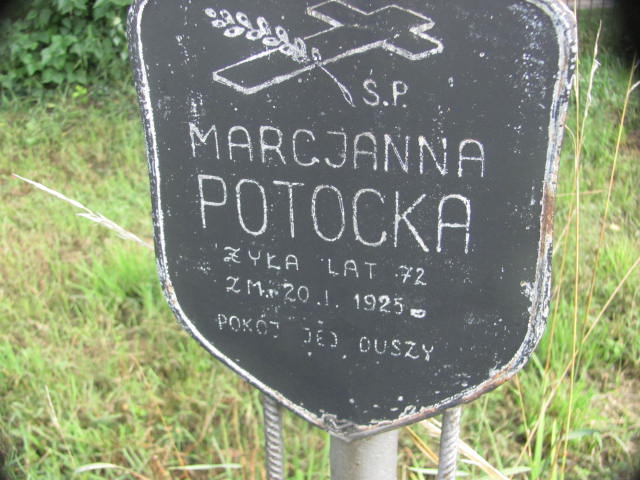 Ś.P.
MARCJANNA
POTOCKA
ŻYŁA LAT 72
ZM. 20.I.1925
POKÓJ JEJ DUSZY